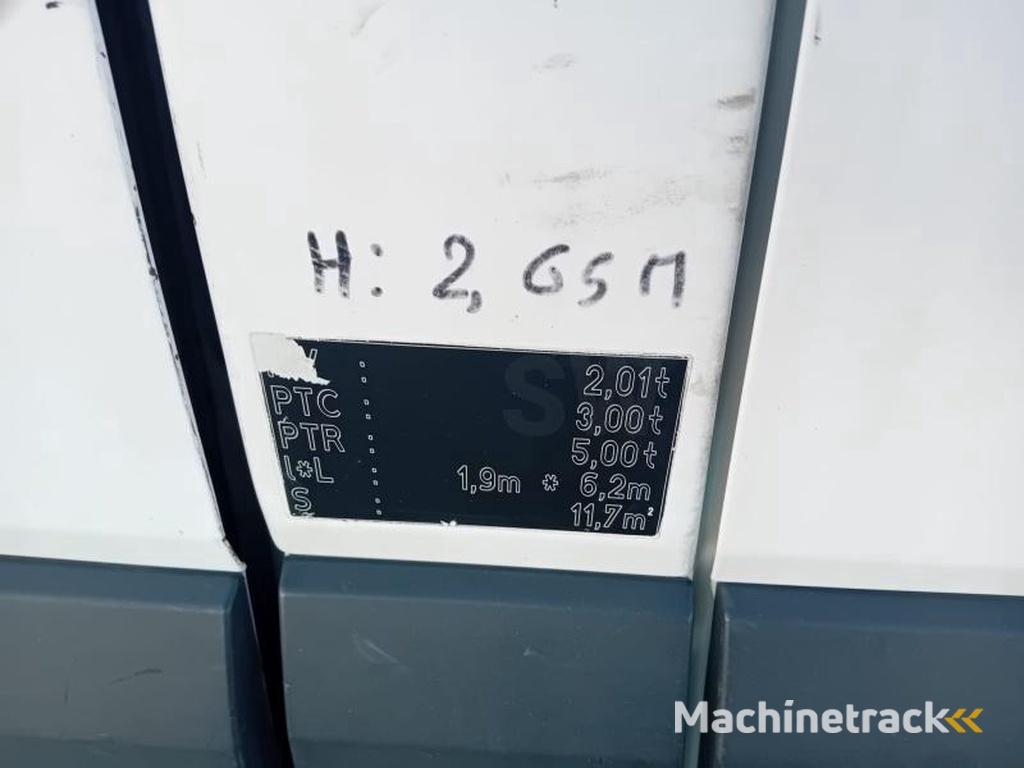 H: 2,65M
2,01t
PTC : 3,00t
PTR : 5,00t
l*L : 1,9m * 6,2m
S : 11,7m²
Machinetrack